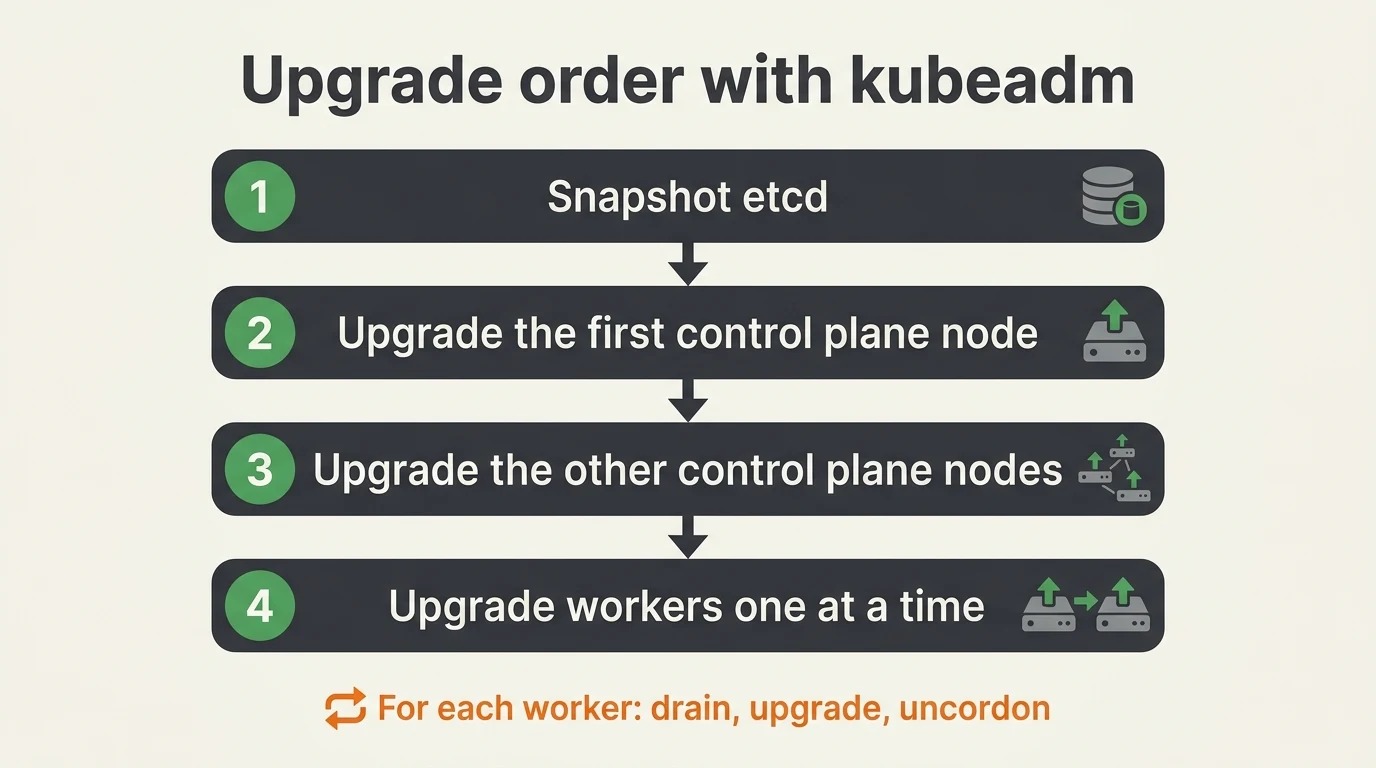 Upgrade order with kubeadm
1
Snapshot etcd
2
Upgrade the first control plane node
3
Upgrade the other control plane nodes
4
Upgrade workers one at a time
For each worker: drain, upgrade, uncordon